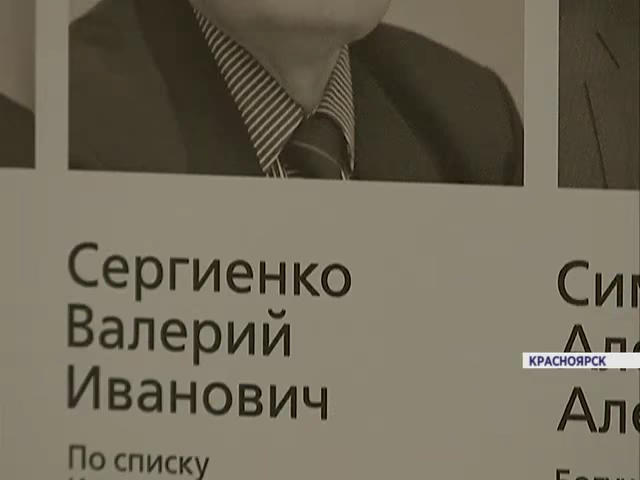 Сергиенко
Валерий
Иванович
По списку
КРАСНОЯРСК